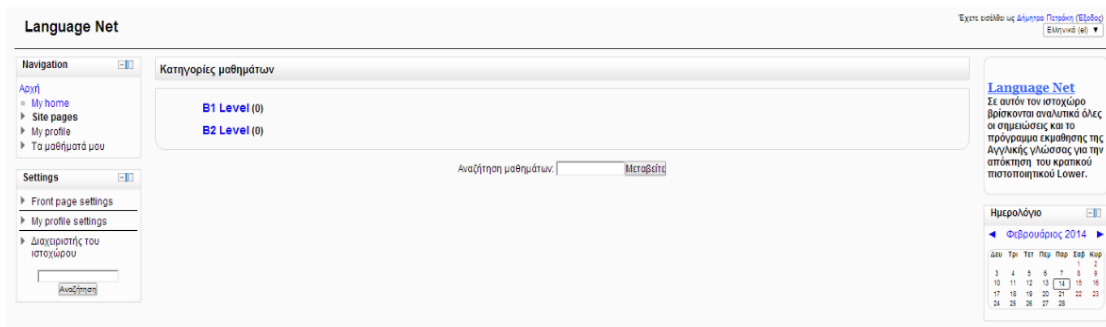 Language Net
Έχετε εισέλθει ως Δήμητρα Πετράκη (Έξοδος)
Ελληνικά (el) ▼
Navigation
Αρχή
My home
Site pages
My profile
Τα μαθήματά μου
Settings
Front page settings
My profile settings
Διαχειριστής του
ιστοχώρου
Αναζήτηση
Κατηγορίες μαθημάτων
B1 Level (0)
B2 Level (0)
Αναζήτηση μαθημάτων: Μεταβείτε
Language Net
Σε αυτόν τον ιστοχώρο
βρίσκονται αναλυτικά όλες
οι σημειώσεις και το
πρόγραμμα εκμαθησης της
Αγγλικής γλώσσας για την
απόκτηση του κρατικού
πιστοποιητικού Lower.
Ημερολόγιο
◄ Φεβρουάριος 2014 ►
Δευ Τρι Τετ Πεμ Παρ Σαβ Κυρ
1 2
3 4 5 6 7 8 9
10 11 12 13 14 15 16
17 18 19 20 21 22 23
24 25 26 27 28